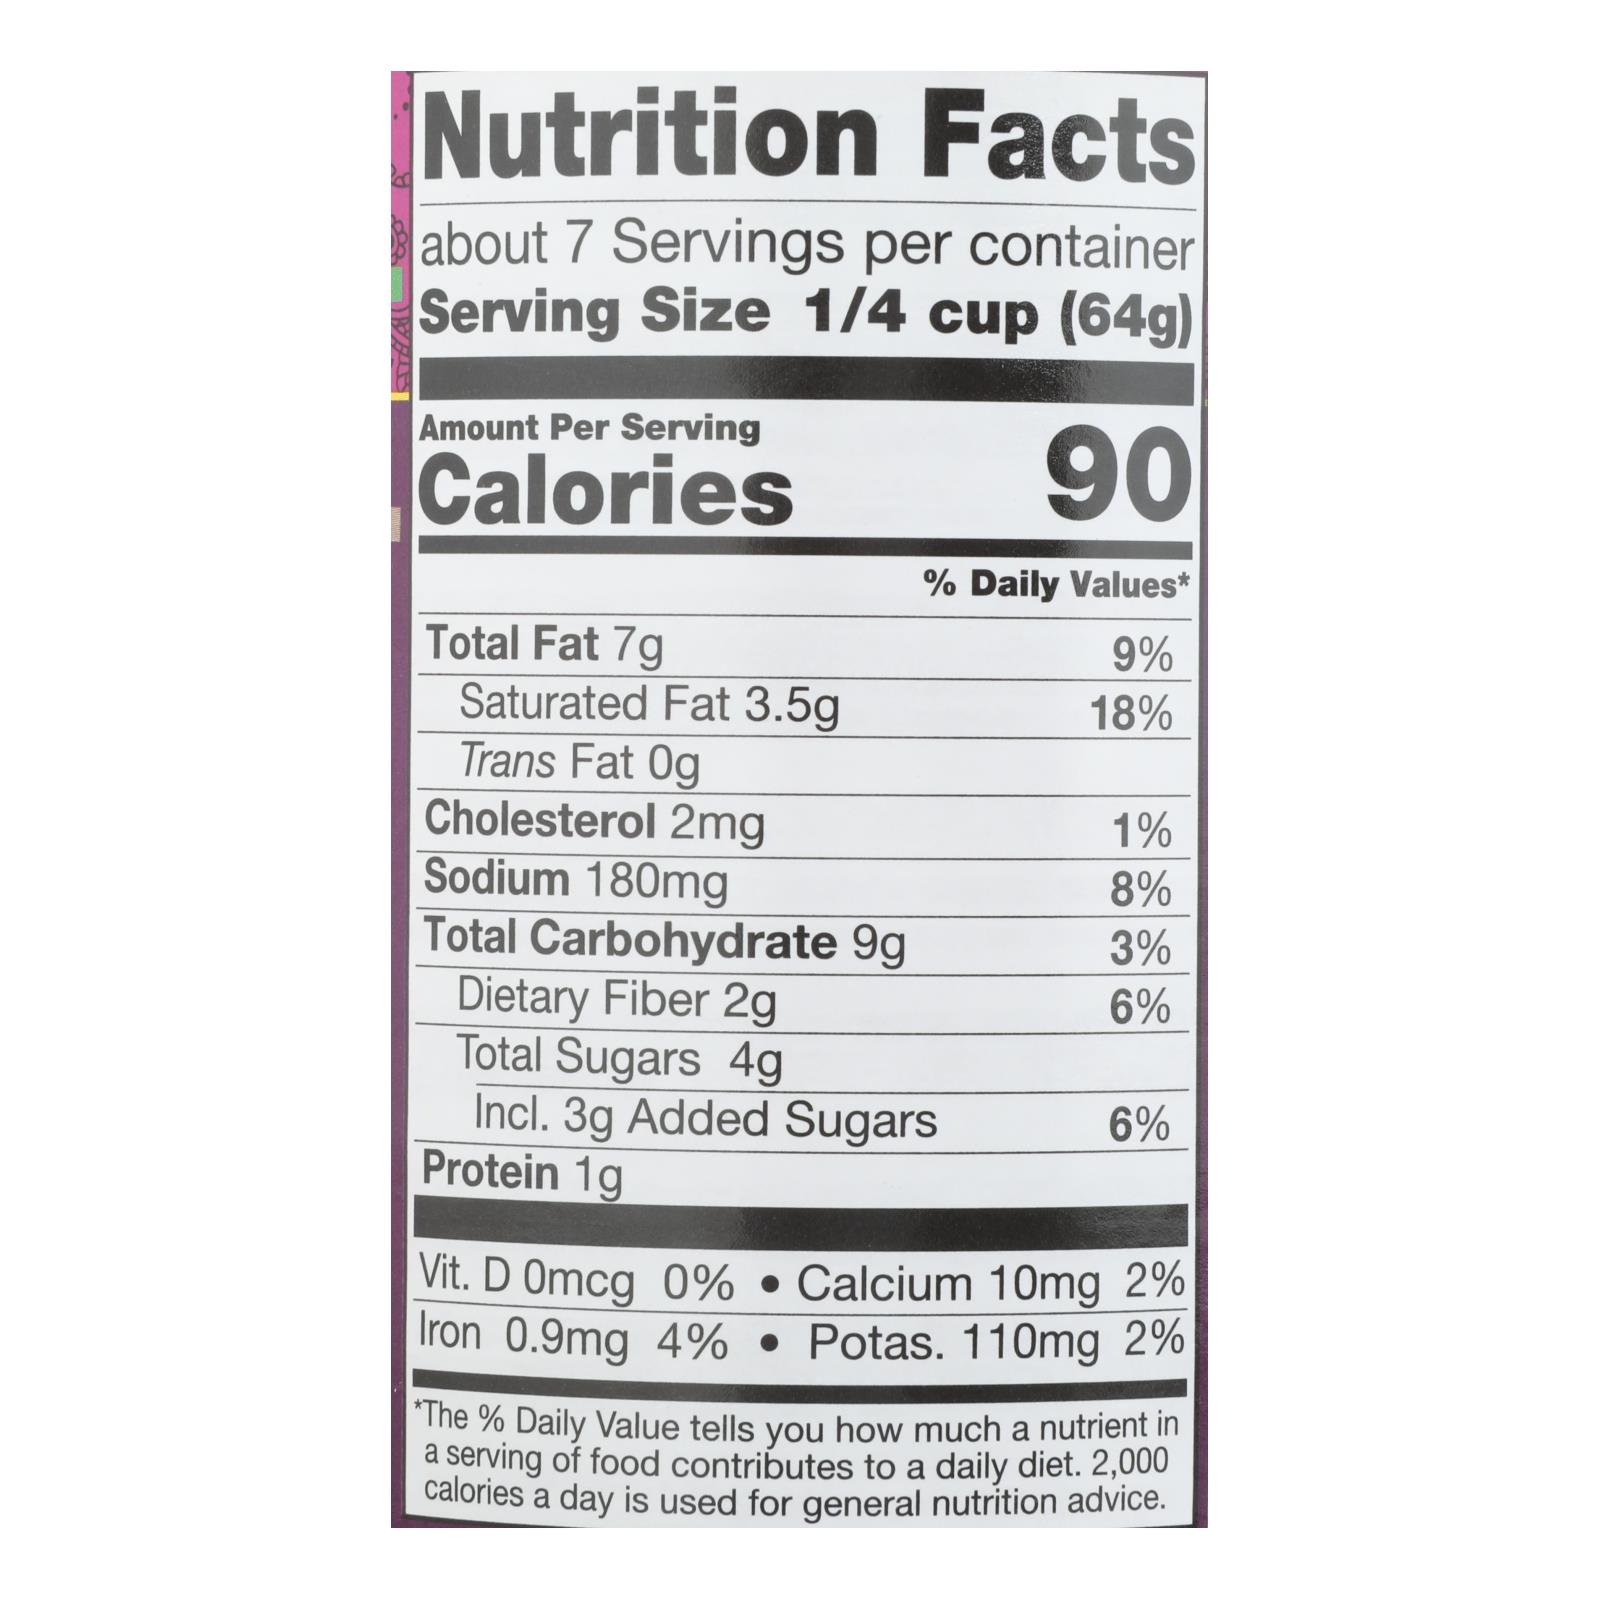 Nutrition Facts
about 7 Servings per container
Serving Size 1/4 cup (64g)
Amount Per Serving
Calories 90
% Daily Values*
Total Fat 7g 9%
Saturated Fat 3.5g 18%
Trans Fat 0g
Cholesterol 2mg 1%
Sodium 180mg 8%
Total Carbohydrate 9g 3%
Dietary Fiber 2g 6%
Total Sugars 4g
Incl. 3g Added Sugars 6%
Protein 1g
Vit. D 0mcg 0% • Calcium 10mg 2%
Iron 0.9mg 4% • Potas. 110mg 2%
*The % Daily Value tells you how much a nutrient in
a serving of food contributes to a daily diet. 2,000
calories a day is used for general nutrition advice.